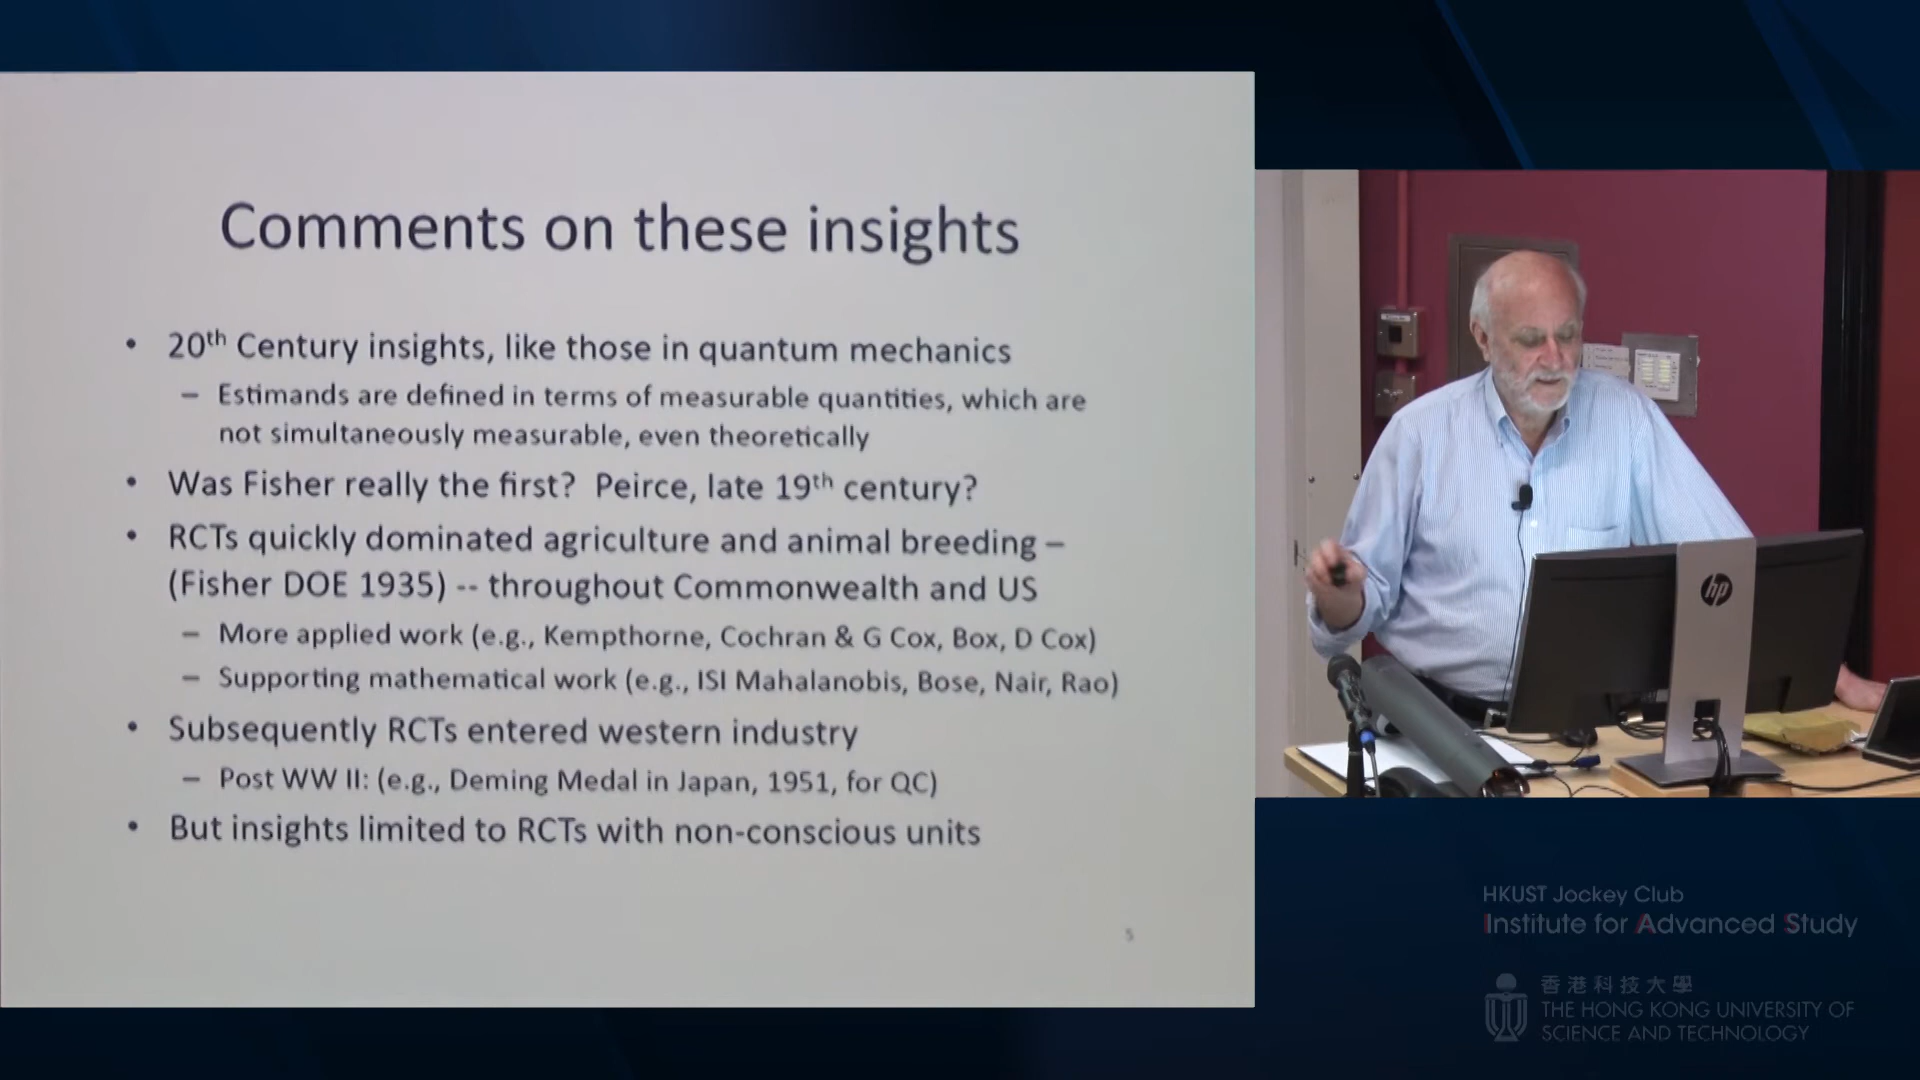 Comments on these insights
• 20th Century insights, like those in quantum mechanics
– Estimands are defined in terms of measurable quantities, which are
not simultaneously measurable, even theoretically
• Was Fisher really the first?  Peirce, late 19th century?
• RCTs quickly dominated agriculture and animal breeding –
(Fisher DOE 1935) -- throughout Commonwealth and US
– More applied work (e.g., Kempthorne, Cochran & G Cox, Box, D Cox)
– Supporting mathematical work (e.g., ISI Mahalanobis, Bose, Nair, Rao)
• Subsequently RCTs entered western industry
– Post WW II: (e.g., Deming Medal in Japan, 1951, for QC)
• But insights limited to RCTs with non-conscious units
5
hp
HKUST Jockey Club
Institute for Advanced Study
香港科技大學
THE HONG KONG UNIVERSITY OF
SCIENCE AND TECHNOLOGY